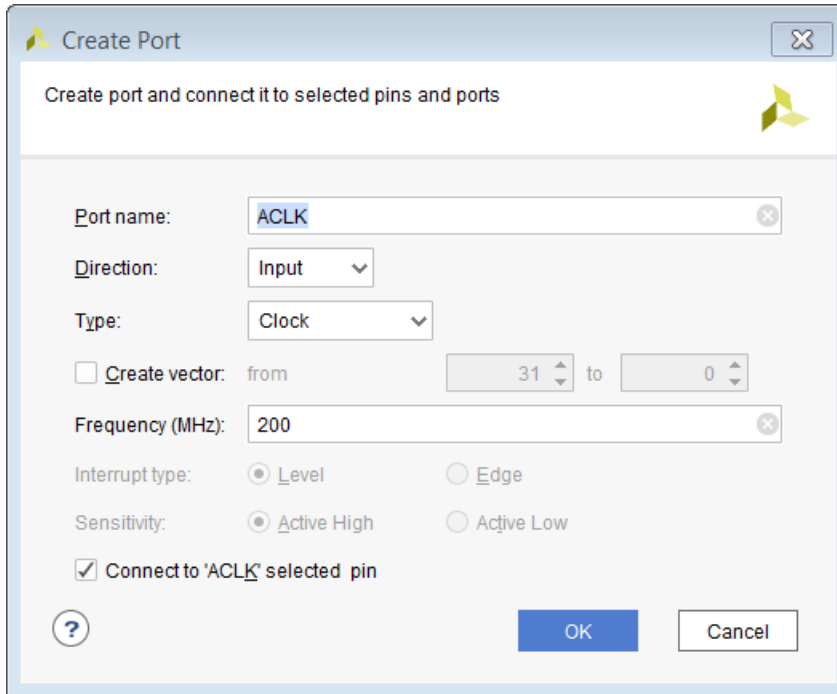 Create Port
Create port and connect it to selected pins and ports
Port name: ACLK
Direction: Input
Type: Clock
Create vector: from 31 to 0
Frequency (MHz): 200
Interrupt type: Level Edge
Sensitivity: Active High Active Low
Connect to 'ACLK' selected pin
? OK Cancel